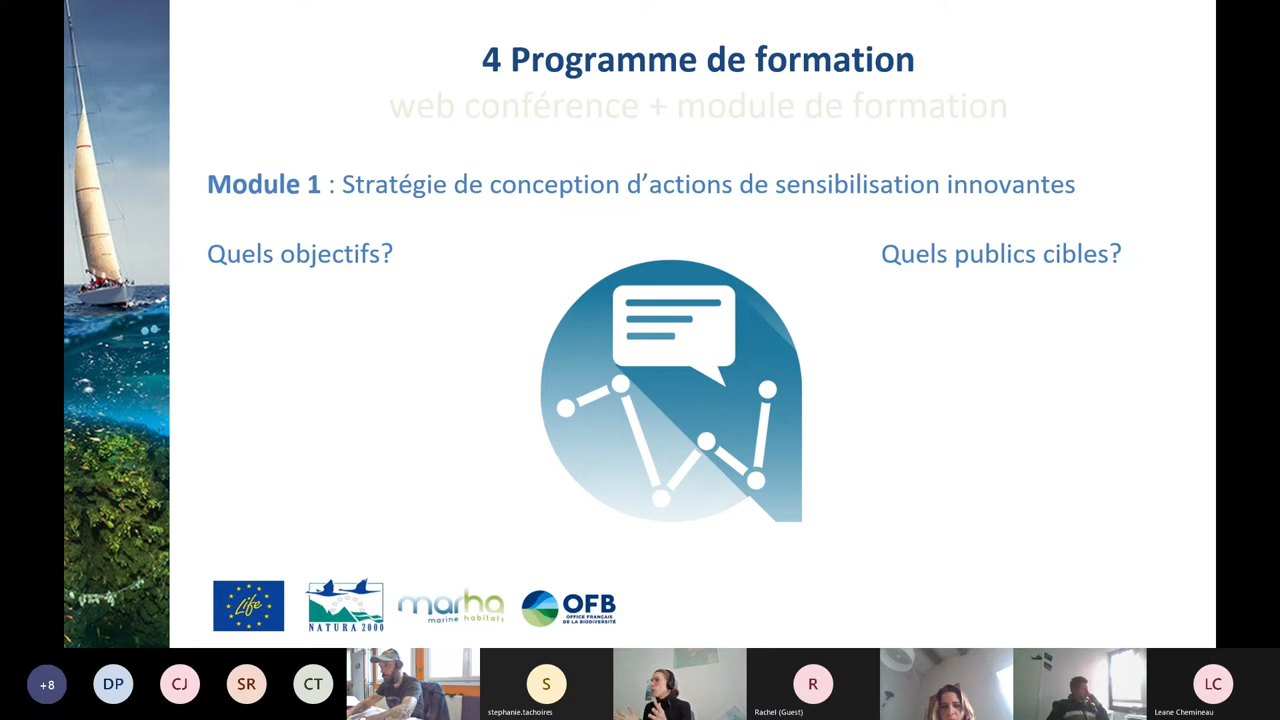 4 Programme de formation
web conférence + module de formation
Module 1 : Stratégie de conception d’actions de sensibilisation innovantes
Quels objectifs?
Quels publics cibles?
Life
NATURA 2000
marha
marine habitats
OFB
OFFICE FRANÇAIS
DE LA BIODIVERSITÉ
+8
DP
CJ
SR
CT
S
stephanie.tachoires
R
Rachel (Guest)
LC
Leane Chemineau